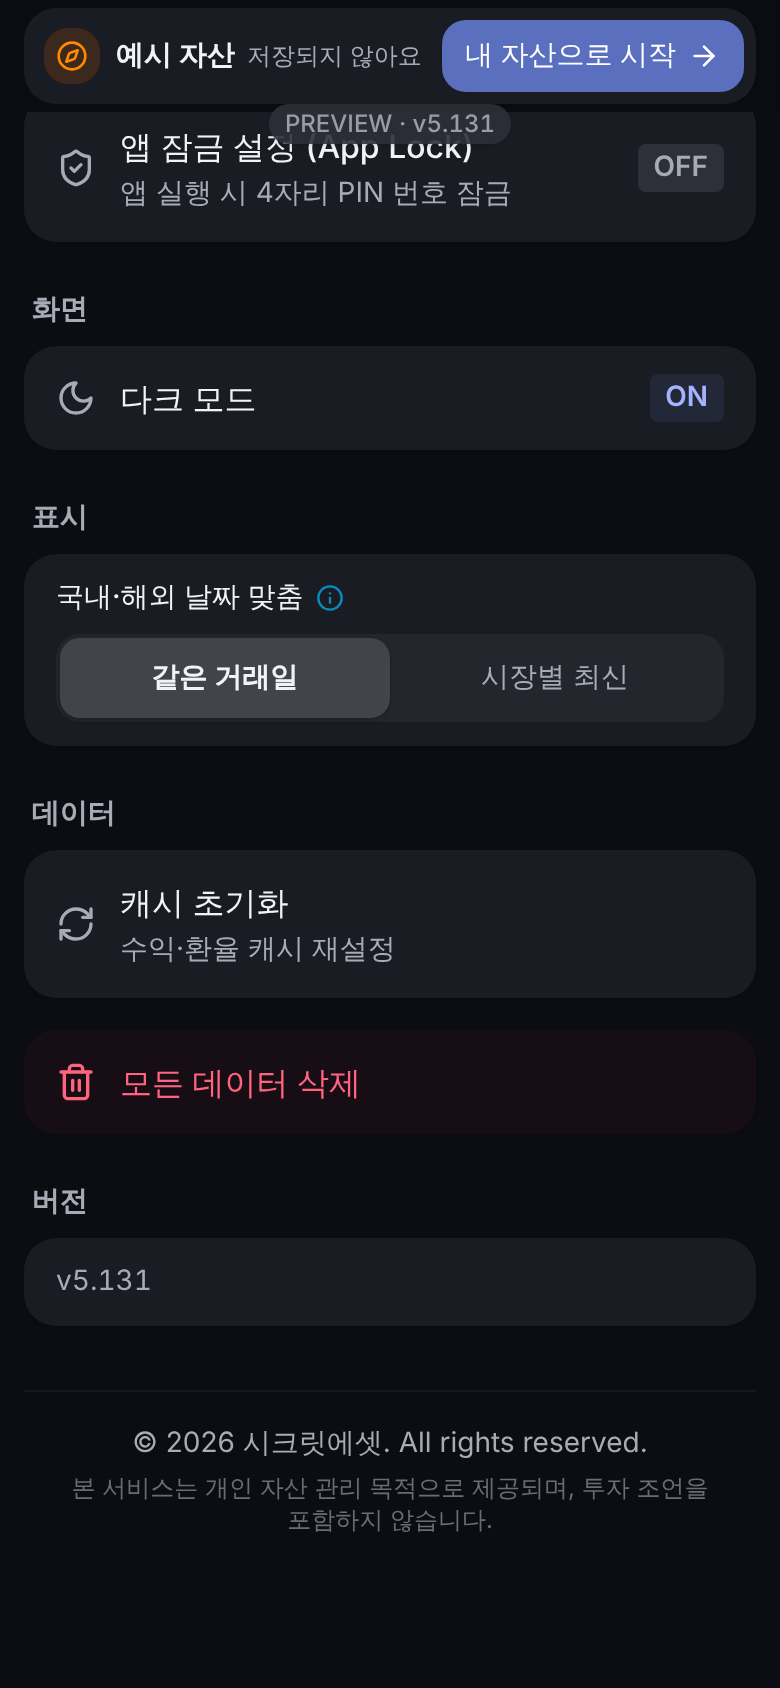 예시 자산 저장되지 않아요 내 자산으로 시작
PREVIEW · v5.131
앱 잠금 설정 (App Lock)
앱 실행 시 4자리 PIN 번호 잠금
OFF
화면
다크 모드
ON
표시
국내·해외 날짜 맞춤
같은 거래일
시장별 최신
데이터
캐시 초기화
수익·환율 캐시 재설정
모든 데이터 삭제
버전
v5.131
© 2026 시크릿에셋. All rights reserved.
본 서비스는 개인 자산 관리 목적으로 제공되며, 투자 조언을
포함하지 않습니다.